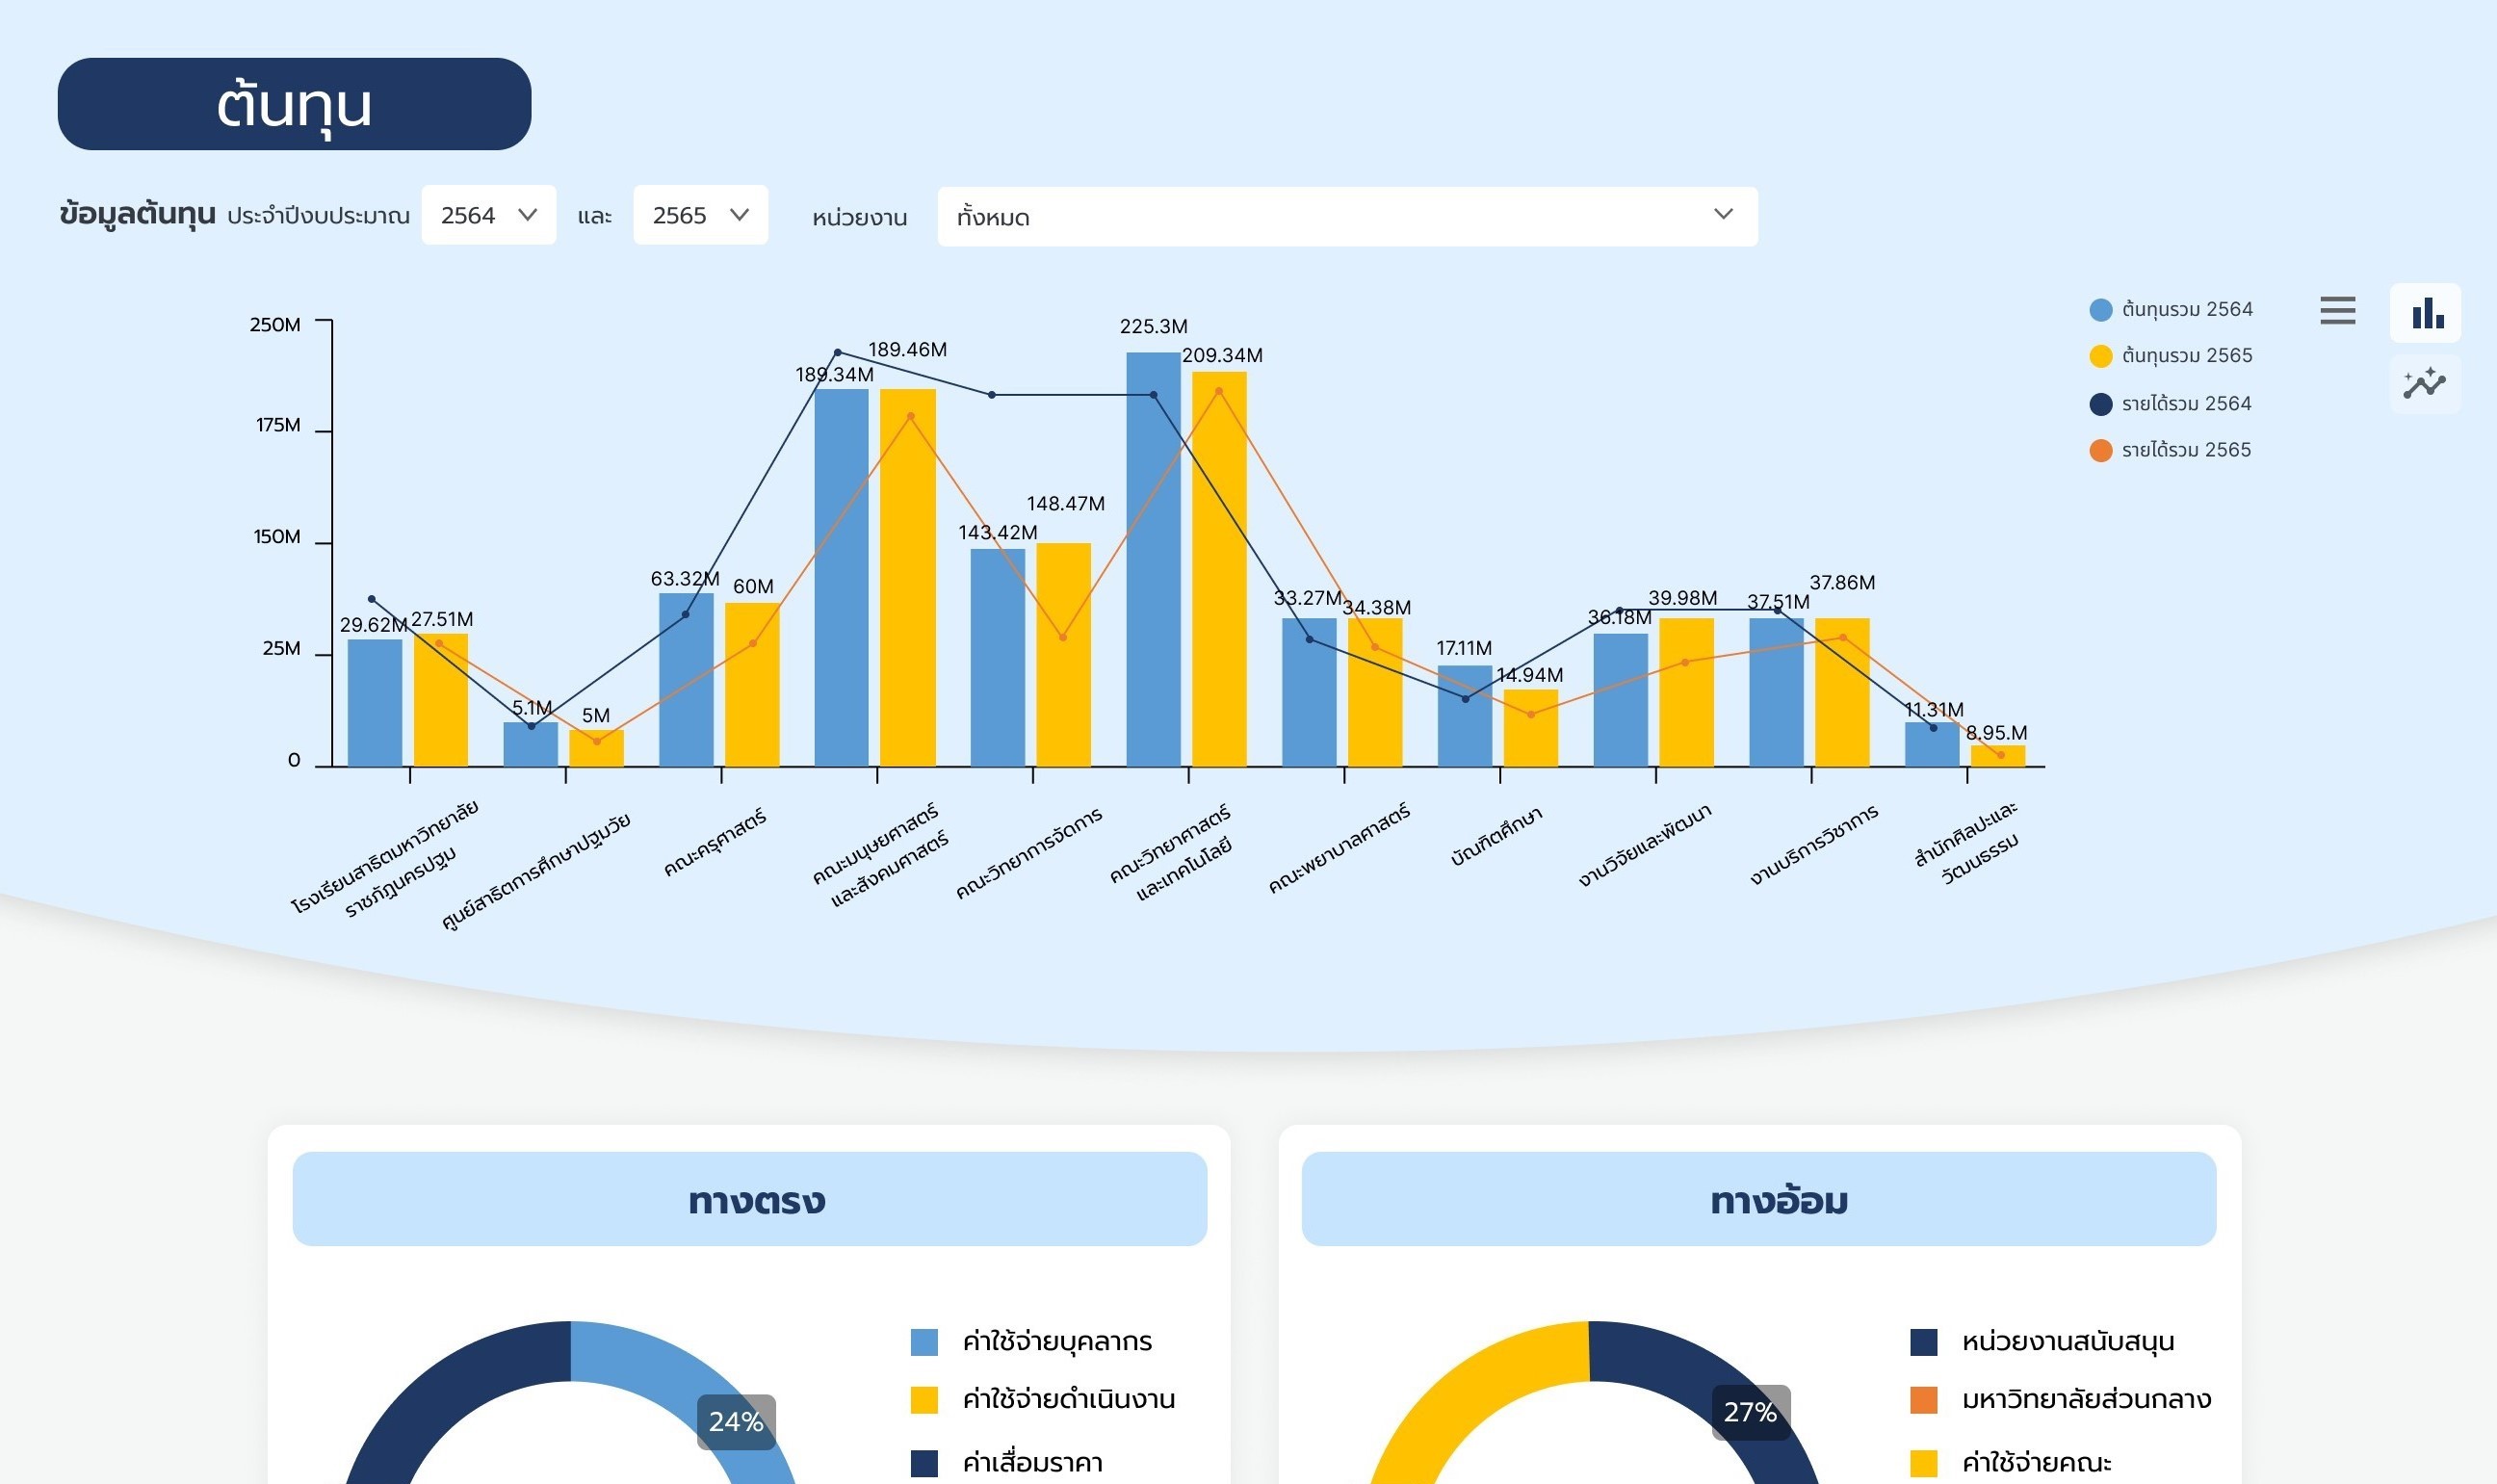 ต้นทุน
ข้อมูลต้นทุน ประจำปีงบประมาณ 2564 และ 2565 หน่วยงาน ทั้งหมด
ต้นทุนรวม 2564
ต้นทุนรวม 2565
รายได้รวม 2564
รายได้รวม 2565
250M
175M
150M
25M
0
29.62M
27.51M
5.1M
5M
63.32M
60M
189.34M
189.46M
143.42M
148.47M
225.3M
209.34M
33.27M
34.38M
17.11M
14.94M
36.18M
39.98M
37.51M
37.86M
11.31M
8.95.M
โรงเรียนสาธิตมหาวิทยาลัย
ราชภัฏนครปฐม
ศูนย์สาธิตการศึกษาปฐมวัย
คณะครุศาสตร์
คณะมนุษยศาสตร์
และสังคมศาสตร์
คณะวิทยาการจัดการ
คณะวิทยาศาสตร์
และเทคโนโลยี
คณะพยาบาลศาสตร์
บัณฑิตศึกษา
งานวิจัยและพัฒนา
งานบริการวิชาการ
สำนักศิลปะและ
วัฒนธรรม
ทางตรง
24%
ค่าใช้จ่ายบุคลากร
ค่าใช้จ่ายดำเนินงาน
ค่าเสื่อมราคา
ทางอ้อม
27%
หน่วยงานสนับสนุน
มหาวิทยาลัยส่วนกลาง
ค่าใช้จ่ายคณะ